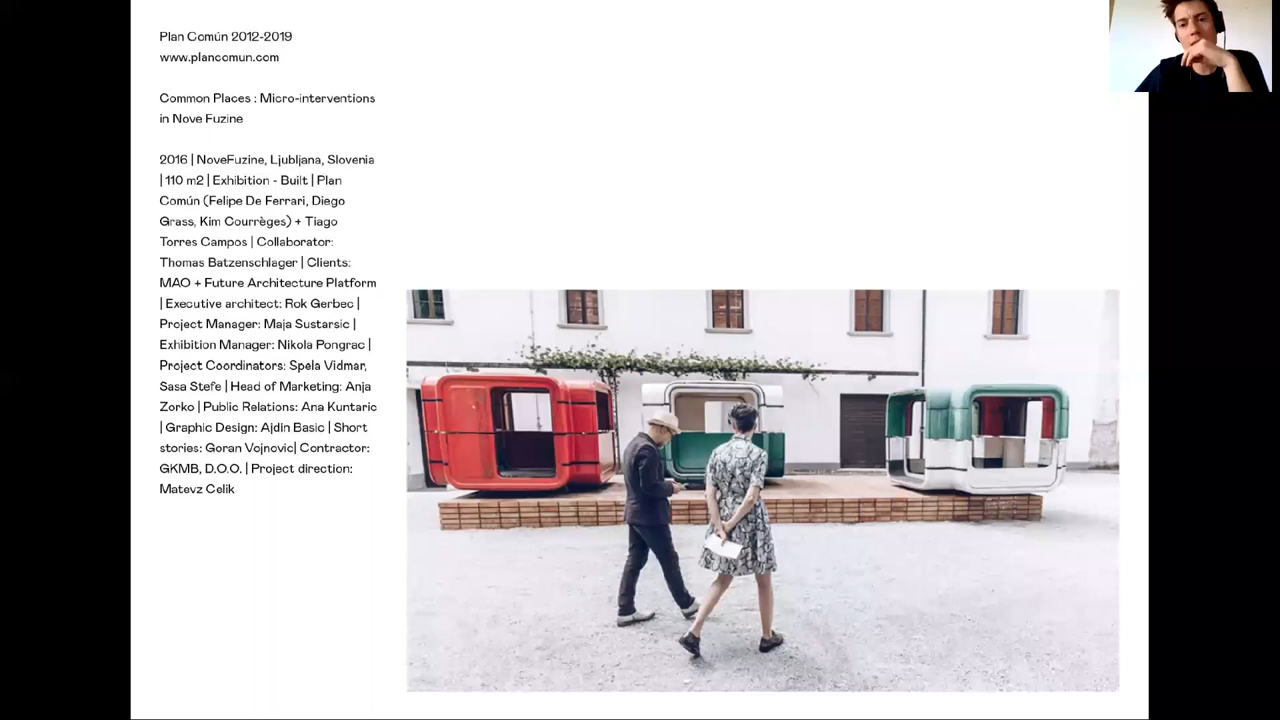 Plan Común 2012-2019
www.plancomun.com
Common Places : Micro-interventions
in Nove Fuzine
2016 | NoveFuzine, Ljubljana, Slovenia
| 110 m2 | Exhibition - Built | Plan
Común (Felipe De Ferrari, Diego
Grass, Kim Courrèges) + Tiago
Torres Campos | Collaborator:
Thomas Batzenschlager | Clients:
MAO + Future Architecture Platform
| Executive architect: Rok Gerbec |
Project Manager: Maja Sustarsic |
Exhibition Manager: Nikola Pongrac |
Project Coordinators: Spela Vidmar,
Sasa Stefe | Head of Marketing: Anja
Zorko | Public Relations: Ana Kuntaric
| Graphic Design: Ajdin Basic | Short
stories: Goran Vojnovic| Contractor:
GKMB, D.O.O. | Project direction:
Matevz Celik